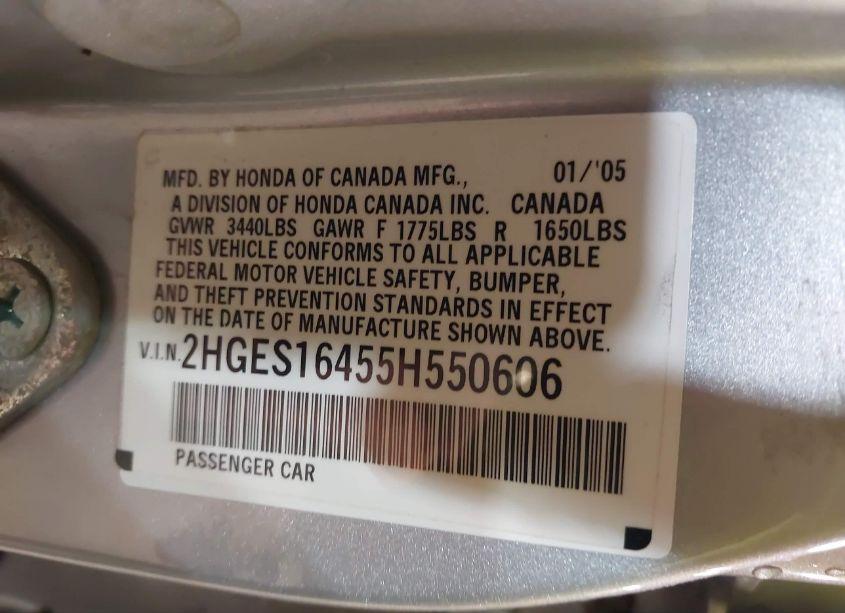 MFD. BY HONDA OF CANADA MFG., 01/'05
A DIVISION OF HONDA CANADA INC. CANADA
GVWR 3440LBS GAWR F 1775LBS R 1650LBS
THIS VEHICLE CONFORMS TO ALL APPLICABLE
FEDERAL MOTOR VEHICLE SAFETY, BUMPER,
AND THEFT PREVENTION STANDARDS IN EFFECT
ON THE DATE OF MANUFACTURE SHOWN ABOVE.
V.I.N. 2HGES16455H550606
PASSENGER CAR